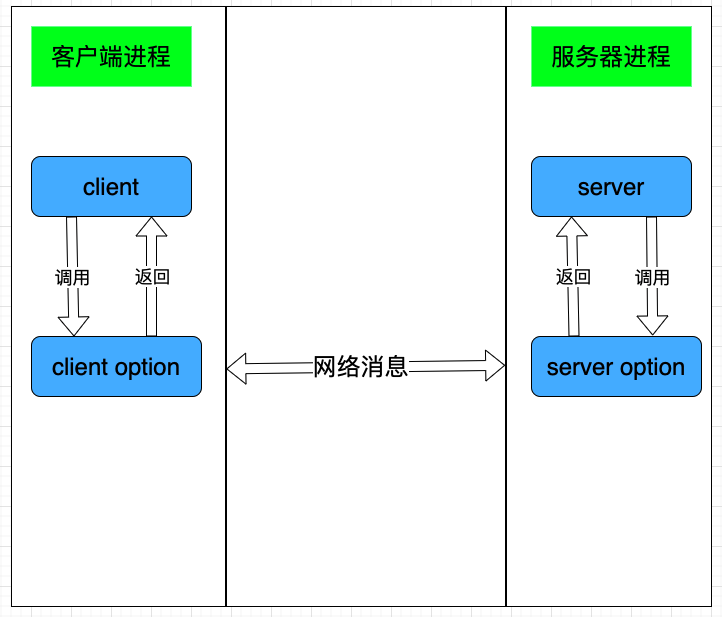 客户端进程
服务器进程
client
server
调用
返回
返回
调用
client option
网络消息
server option